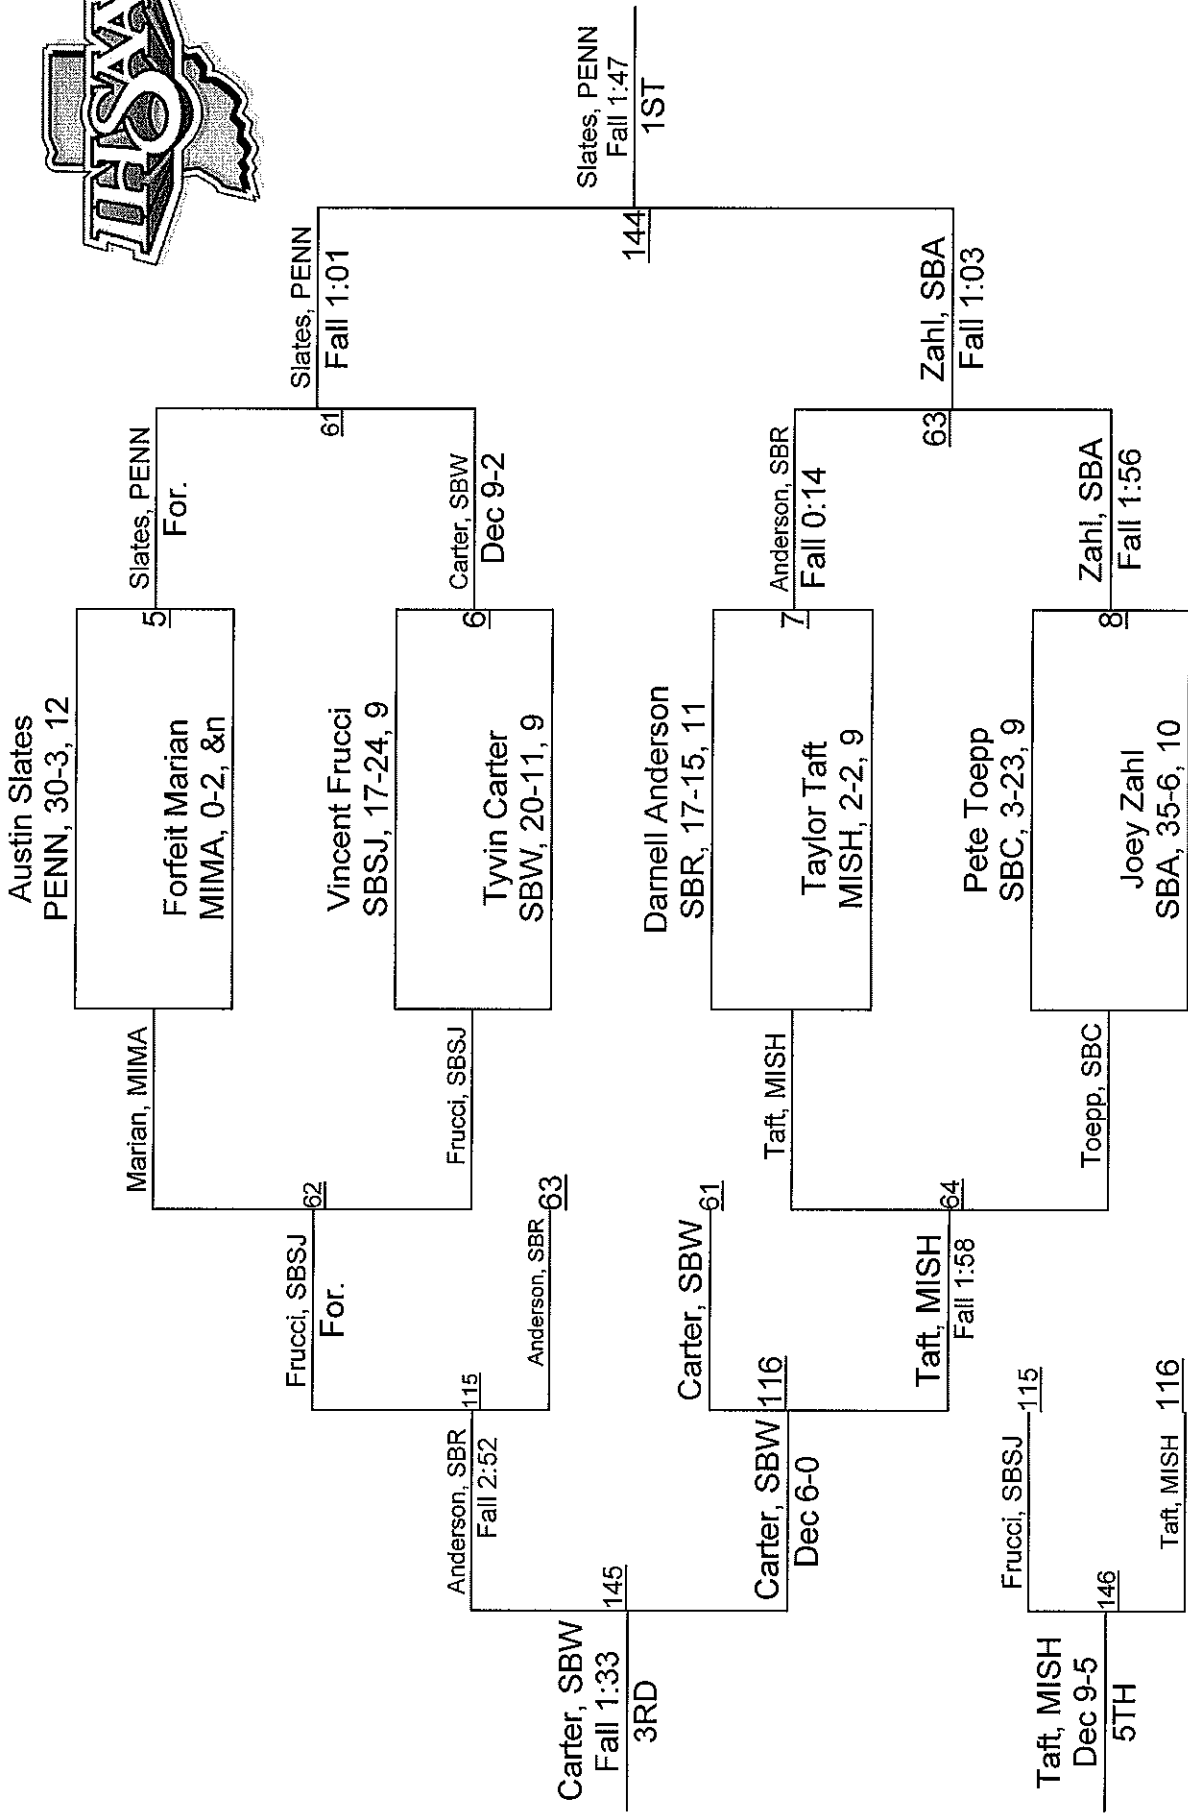 IHSAA
Austin Slates
PENN, 30-3, 12
Forfeit Marian
MIMA, 0-2, &n
5
Slates, PENN
For.
Vincent Frucci
SBSJ, 17-24, 9
Tyvin Carter
SBW, 20-11, 9
6
Carter, SBW
Dec 9-2
61
Slates, PENN
Fall 1:01
Darnell Anderson
SBR, 17-15, 11
Taylor Taft
MISH, 2-2, 9
7
Anderson, SBR
Fall 0:14
Pete Toepp
SBC, 3-23, 9
Joey Zahl
SBA, 35-6, 10
8
Zahl, SBA
Fall 1:56
63
Zahl, SBA
Fall 1:03
144
Slates, PENN
Fall 1:47
1ST
Marian, MIMA
Frucci, SBSJ
62
Frucci, SBSJ
For.
Anderson, SBR
63
115
Anderson, SBR
Fall 2:52
Taft, MISH
Toepp, SBC
64
Taft, MISH
Fall 1:58
Carter, SBW
61
116
Carter, SBW
Dec 6-0
145
Carter, SBW
Fall 1:33
3RD
Frucci, SBSJ
115
Taft, MISH
116
146
Taft, MISH
Dec 9-5
5TH